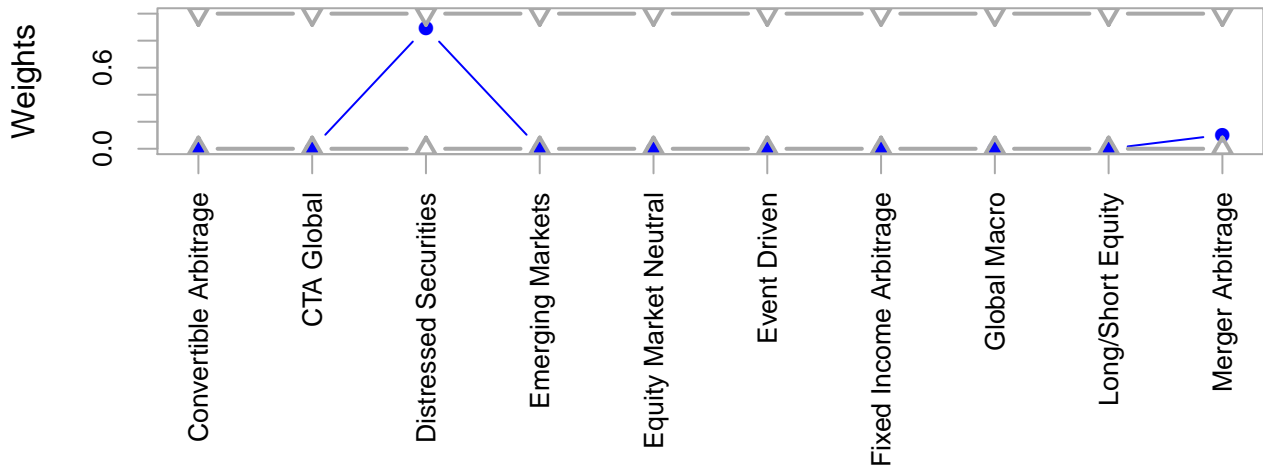 Weights
0.6
0.0
Convertible Arbitrage
CTA Global
Distressed Securities
Emerging Markets
Equity Market Neutral
Event Driven
Fixed Income Arbitrage
Global Macro
Long/Short Equity
Merger Arbitrage